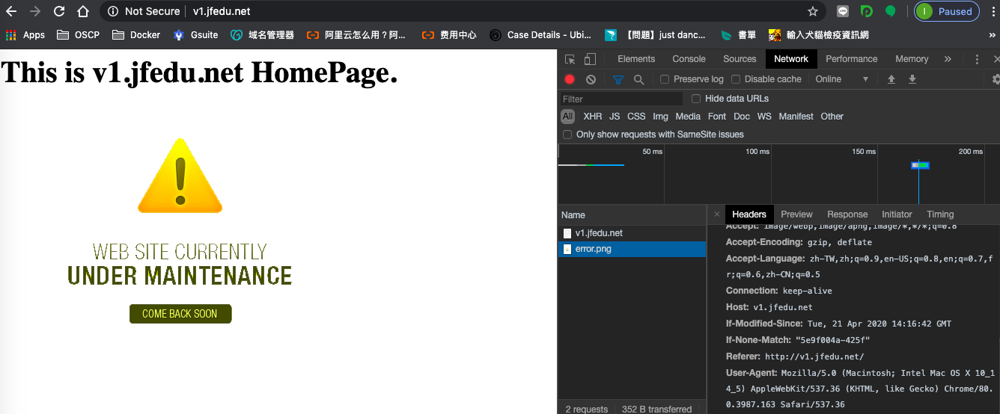 Not Secure | v1.jfedu.net
I Paused
Apps OSCP Docker Gsuite 域名管理器 阿里云怎么用？阿... 费用中心 Case Details - Ubi... 【問題】just danc... 書單 輸入犬貓檢疫資訊網 »
This is v1.jfedu.net HomePage.
WEB SITE CURRENTLY
UNDER MAINTENANCE
COME BACK SOON
Elements Console Sources Network Performance Memory »
Preserve log Disable cache Online
Filter Hide data URLs
All XHR JS CSS Img Media Font Doc WS Manifest Other
Only show requests with SameSite issues
50 ms 100 ms 150 ms 200 ms
Name
v1.jfedu.net
error.png
2 requests 352 B transferred
× Headers Preview Response Initiator Timing
Accept: image/webp,image/apng,image/*,*/*;q=0.8
Accept-Encoding: gzip, deflate
Accept-Language: zh-TW,zh;q=0.9,en-US;q=0.8,en;q=0.7,f
r;q=0.6,zh-CN;q=0.5
Connection: keep-alive
Host: v1.jfedu.net
If-Modified-Since: Tue, 21 Apr 2020 14:16:42 GMT
If-None-Match: "5e9f004a-425f"
Referer: http://v1.jfedu.net/
User-Agent: Mozilla/5.0 (Macintosh; Intel Mac OS X 10_1
4_5) AppleWebKit/537.36 (KHTML, like Gecko) Chrome/80.
0.3987.163 Safari/537.36